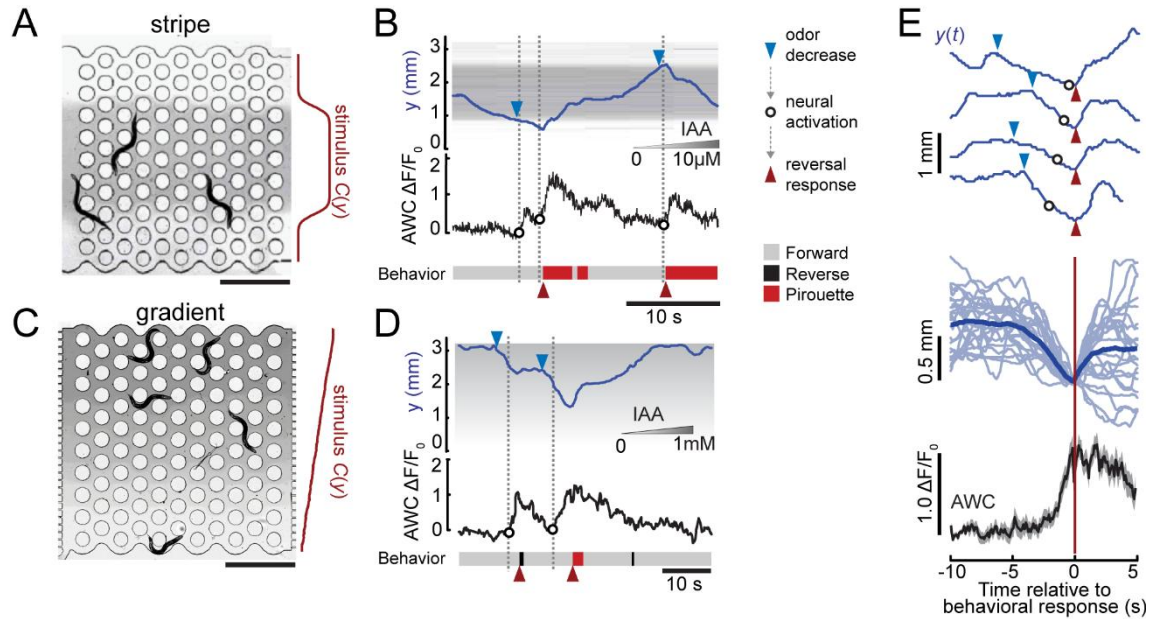 A
stripe
stimulus C(y)
B
y (mm)
3
2
1
0
IAA
0
10µM
AWC ΔF/F0
2
1
0
Behavior
10 s
odor
decrease
neural
activation
reversal
response
Forward
Reverse
Pirouette
C
gradient
stimulus C(y)
D
y (mm)
3
2
1
0
IAA
0
1mM
AWC ΔF/F0
2
1
0
Behavior
10 s
E
y(t)
1 mm
0.5 mm
1.0 ΔF/F0
AWC
-10
-5
0
5
Time relative to
behavioral response (s)